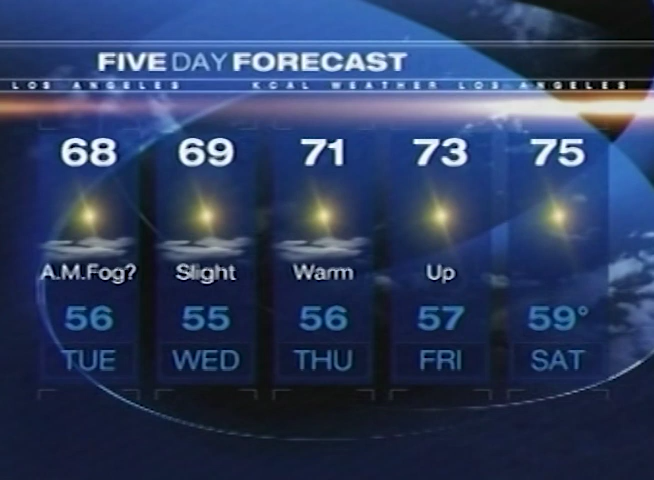 FIVE DAY FORECAST
LOS ANGELES KCAL WEATHER LOS ANGELES
68 69 71 73 75
A.M.Fog? Slight Warm Up
56 55 56 57 59°
TUE WED THU FRI SAT